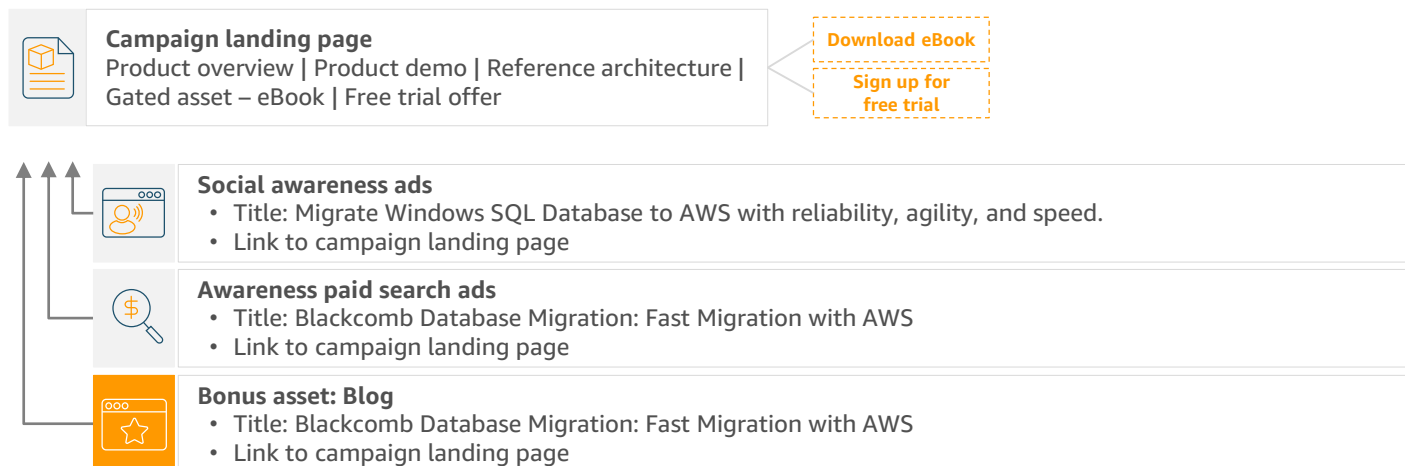 Campaign landing page
Product overview | Product demo | Reference architecture |
Gated asset – eBook | Free trial offer
Download eBook
Sign up for
free trial
Social awareness ads
• Title: Migrate Windows SQL Database to AWS with reliability, agility, and speed.
• Link to campaign landing page
$
Awareness paid search ads
• Title: Blackcomb Database Migration: Fast Migration with AWS
• Link to campaign landing page
Bonus asset: Blog
• Title: Blackcomb Database Migration: Fast Migration with AWS
• Link to campaign landing page